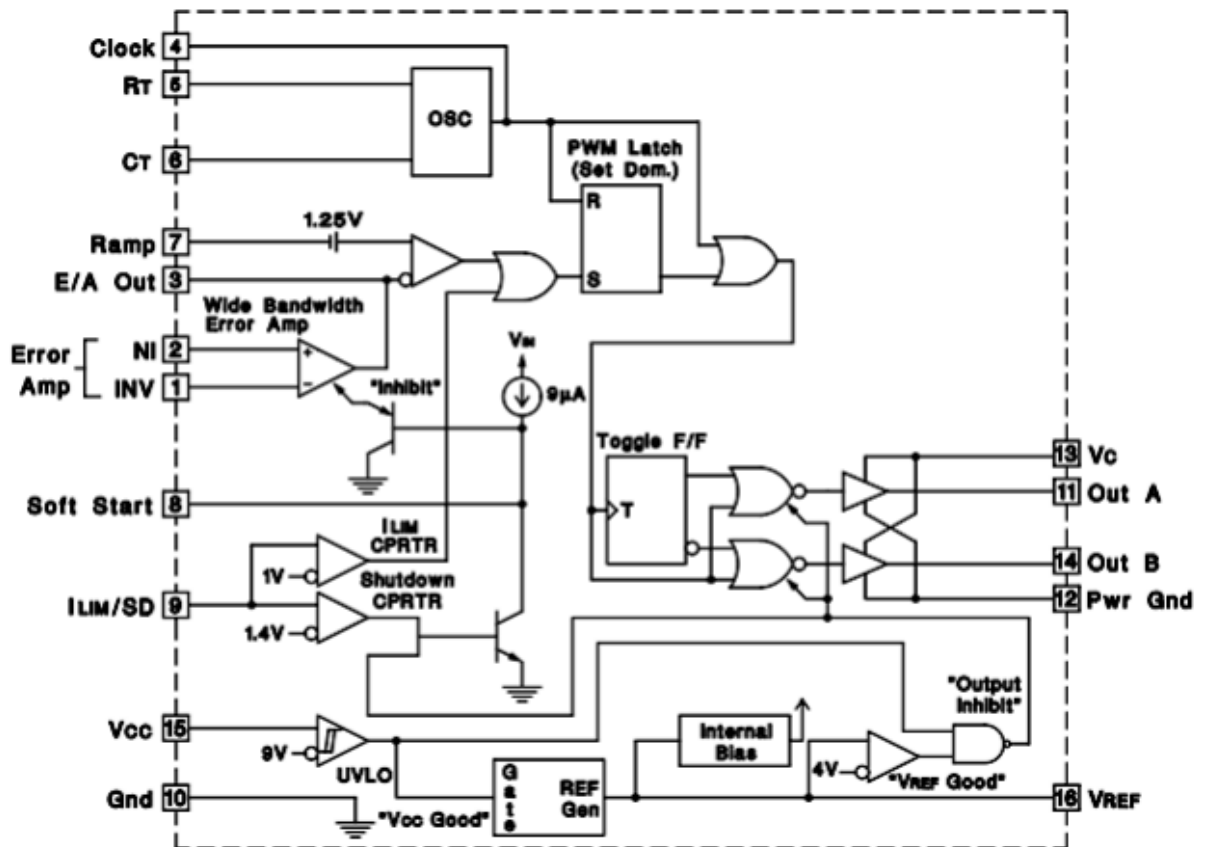 Clock 4
RT 5
OSC
CT 6
PWM Latch
(Set Dom.)
R
S
1.25V
Ramp 7
E/A Out 3
Wide Bandwidth
Error Amp
Error
Amp
NI 2
+
INV 1
−
"Inhibit"
9µA
Toggle F/F
T
13 Vc
11 Out A
14 Out B
12 Pwr Gnd
Soft Start 8
ILIM
CPRTR
1V
Shutdown
CPRTR
ILIM/SD 9
1.4V
"Output
Inhibit"
Vcc 15
9V
UVLO
Internal
Bias
4V
"VREF Good"
Gate
REF
Gen
"Vcc Good"
Gnd 10
16 VREF